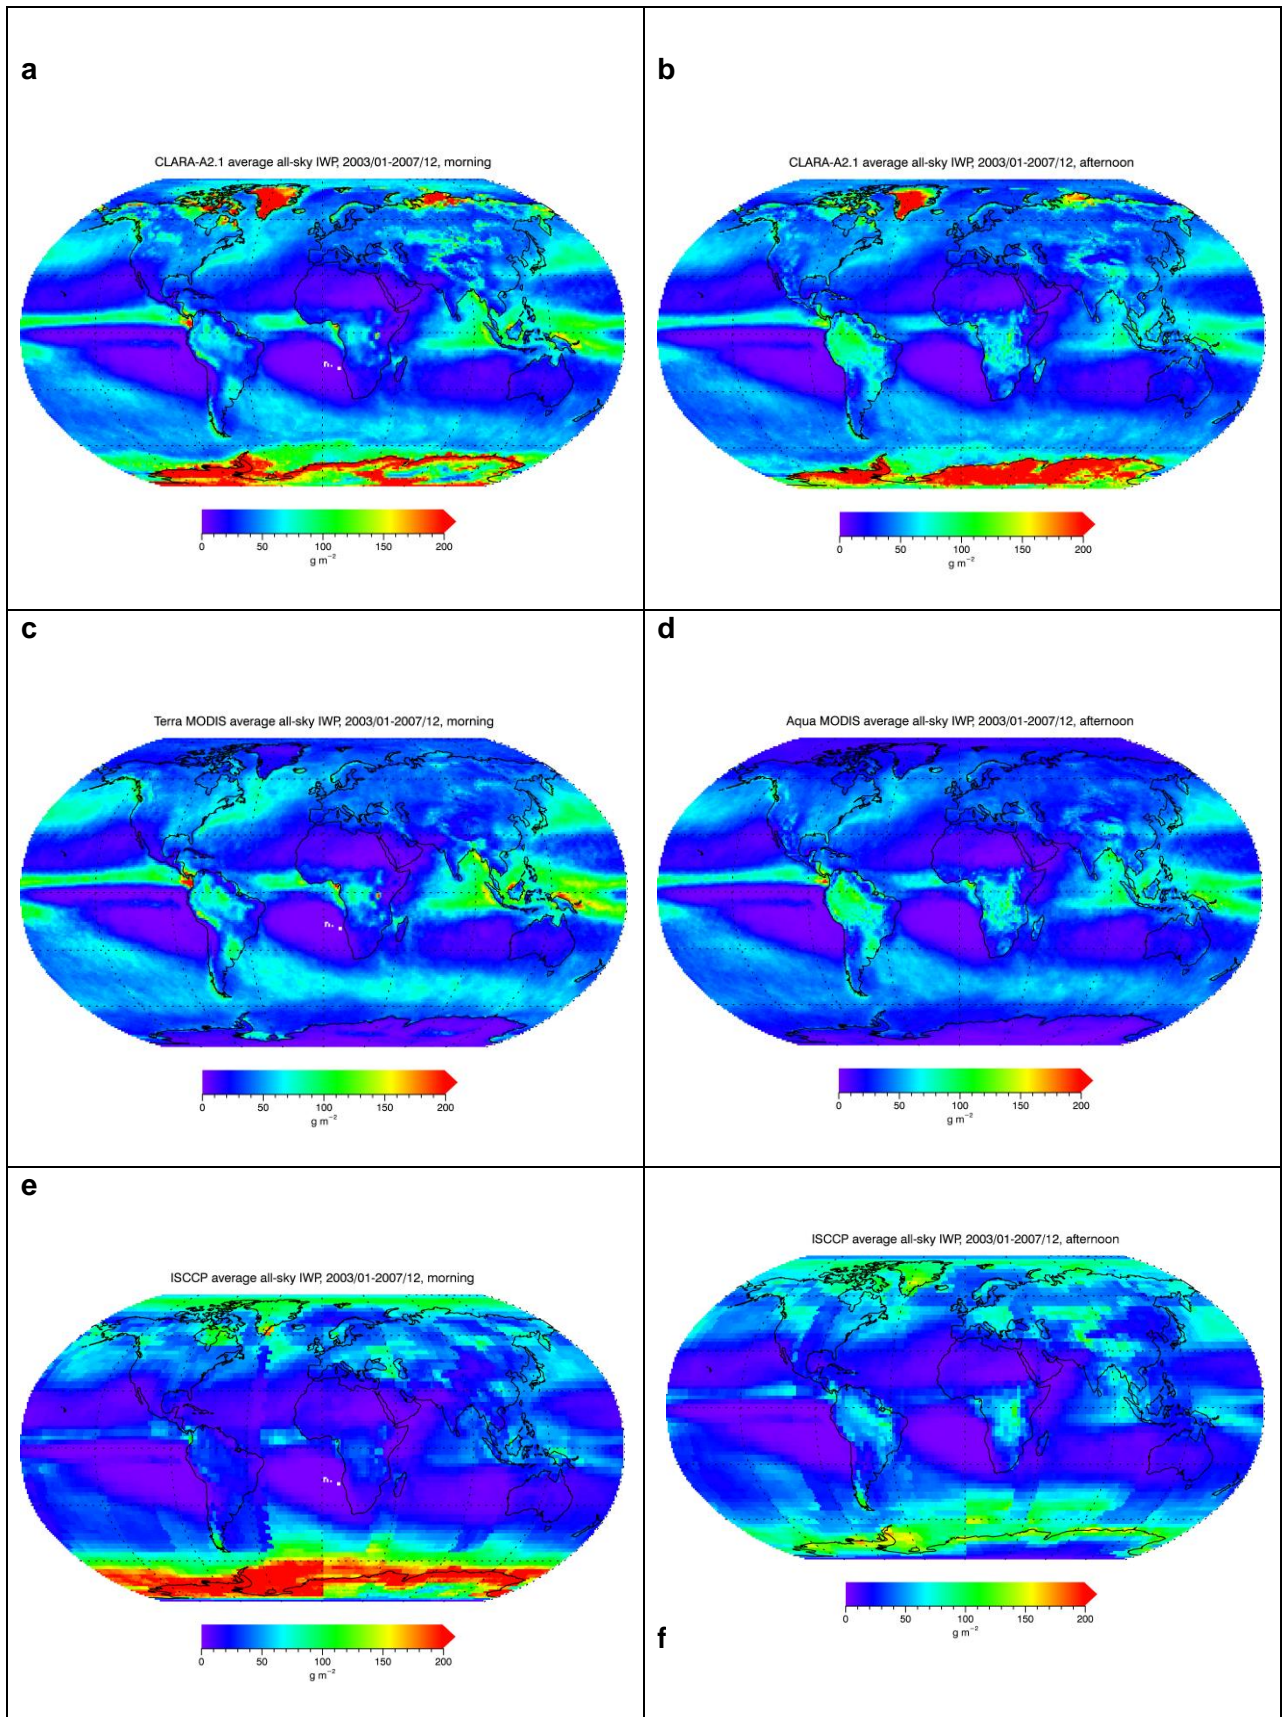 a
b
CLARA-A2.1 average all-sky IWP, 2003/01-2007/12, morning
CLARA-A2.1 average all-sky IWP, 2003/01-2007/12, afternoon
0 50 100 150 200
g m⁻²
0 50 100 150 200
g m⁻²
c
d
Terra MODIS average all-sky IWP, 2003/01-2007/12, morning
Aqua MODIS average all-sky IWP, 2003/01-2007/12, afternoon
0 50 100 150 200
g m⁻²
0 50 100 150 200
g m⁻²
e
ISCCP average all-sky IWP, 2003/01-2007/12, morning
ISCCP average all-sky IWP, 2003/01-2007/12, afternoon
0 50 100 150 200
g m⁻²
0 50 100 150 200
g m⁻²
f